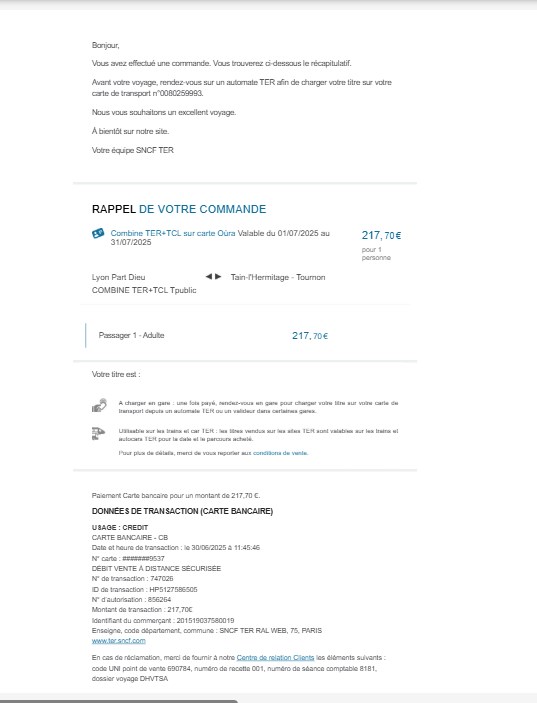 Bonjour,
Vous avez effectué une commande. Vous trouverez ci-dessous le récapitulatif.
Avant votre voyage, rendez-vous sur un automate TER afin de charger votre titre sur votre
carte de transport n°0080259993.
Nous vous souhaitons un excellent voyage.
À bientôt sur notre site.
Votre équipe SNCF TER
RAPPEL DE VOTRE COMMANDE
Combine TER+TCL sur carte Oùra Valable du 01/07/2025 au
31/07/2025
217,70 €
pour 1
personne
Lyon Part Dieu ◄► Tain-l'Hermitage - Tournon
COMBINE TER+TCL Tpublic
Passager 1 - Adulte 217,70 €
Votre titre est :
A charger en gare : une fois payé, rendez-vous en gare pour charger votre titre sur votre carte de
transport depuis un automate TER ou un valideur dans certaines gares.
Utilisable sur les trains et car TER : les titres vendus sur les sites TER sont valables sur les trains et
autocars TER pour la date et le parcours acheté.
Pour plus de détails, merci de vous reporter aux conditions de vente.
Paiement Carte bancaire pour un montant de 217,70 €.
DONNÉES DE TRANSACTION (CARTE BANCAIRE)
USAGE : CREDIT
CARTE BANCAIRE - CB
Date et heure de transaction : le 30/06/2025 à 11:45:46
N° carte : #######9537
DEBIT VENTE À DISTANCE SÉCURISÉE
N° de transaction : 747026
ID de transaction : HP5127586505
N° d'autorisation : 856264
Montant de transaction : 217,70€
Identifiant du commerçant : 201519037580019
Enseigne, code département, commune : SNCF TER RAL WEB, 75, PARIS
www.ter.sncf.com
En cas de réclamation, merci de fournir à notre Centre de relation Clients les éléments suivants :
code UNI point de vente 690784, numéro de recette 001, numéro de séance comptable 8181,
dossier voyage DHVTSA